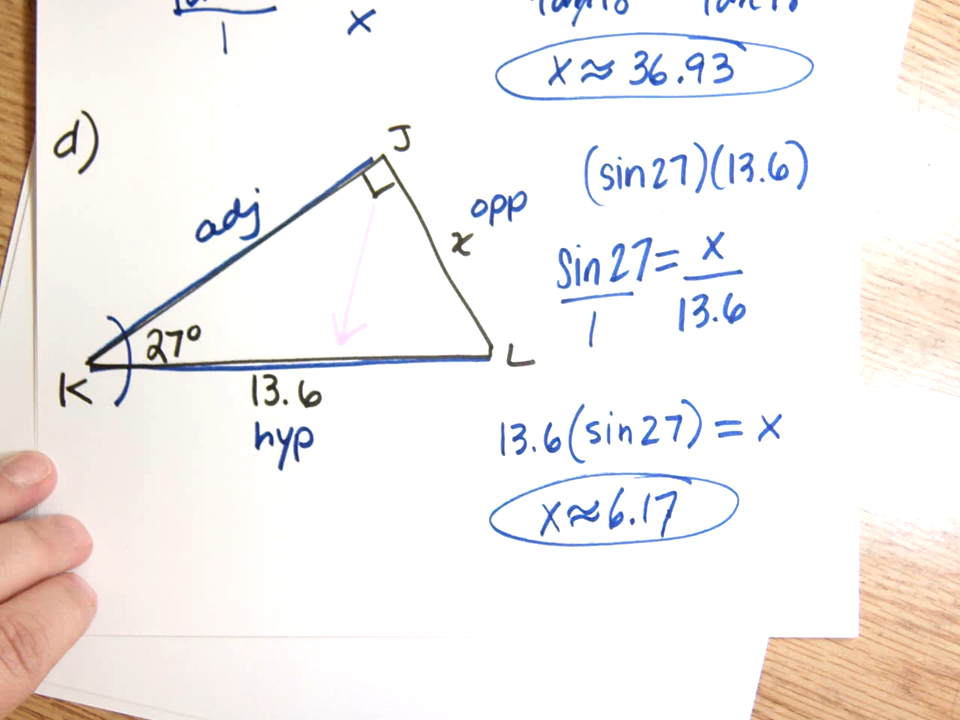 1 x
x ≈ 36.93
d)
J
adj
opp
x
27°
K
L
13.6
hyp
(sin27)(13.6)
sin27 = x
1 13.6
13.6(sin27) = x
x≈6.17